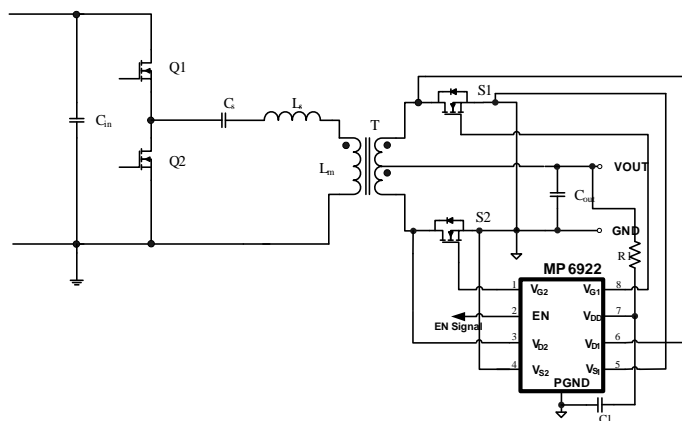 Q1
Cin
Cs
Ls
Q2
Lm
T
S1
VOUT
Cout
GND
S2
R1
MP6922
1 VG2 VG1 8
2 EN VDD 7
EN Signal
3 VD2 VD1 6
4 VS2 VS1 5
PGND
C1